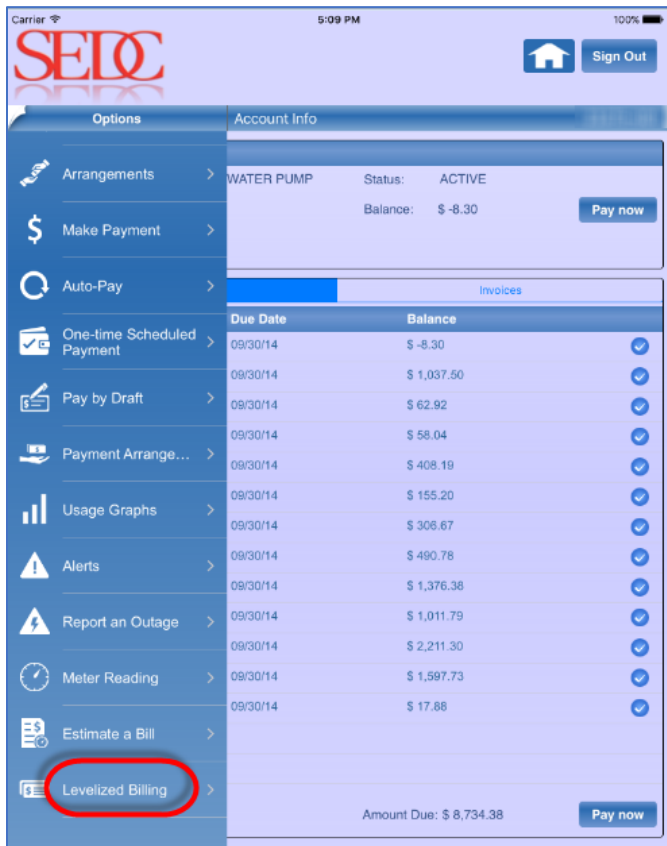 Carrier 5:09 PM 100%
SEDC
Sign Out
Options Account Info
Arrangements
WATER PUMP Status: ACTIVE
Balance: $ -8.30 Pay now
Make Payment
Auto-Pay
Invoices
Due Date Balance
One-time Scheduled
Payment
09/30/14 $ -8.30
09/30/14 $ 1,037.50
Pay by Draft
09/30/14 $ 62.92
09/30/14 $ 58.04
Payment Arrange...
09/30/14 $ 408.19
09/30/14 $ 155.20
Usage Graphs
09/30/14 $ 306.67
09/30/14 $ 490.78
Alerts
09/30/14 $ 1,376.38
09/30/14 $ 1,011.79
Report an Outage
09/30/14 $ 2,211.30
09/30/14 $ 1,597.73
Meter Reading
09/30/14 $ 17.88
Estimate a Bill
Levelized Billing
Amount Due: $ 8,734.38 Pay now